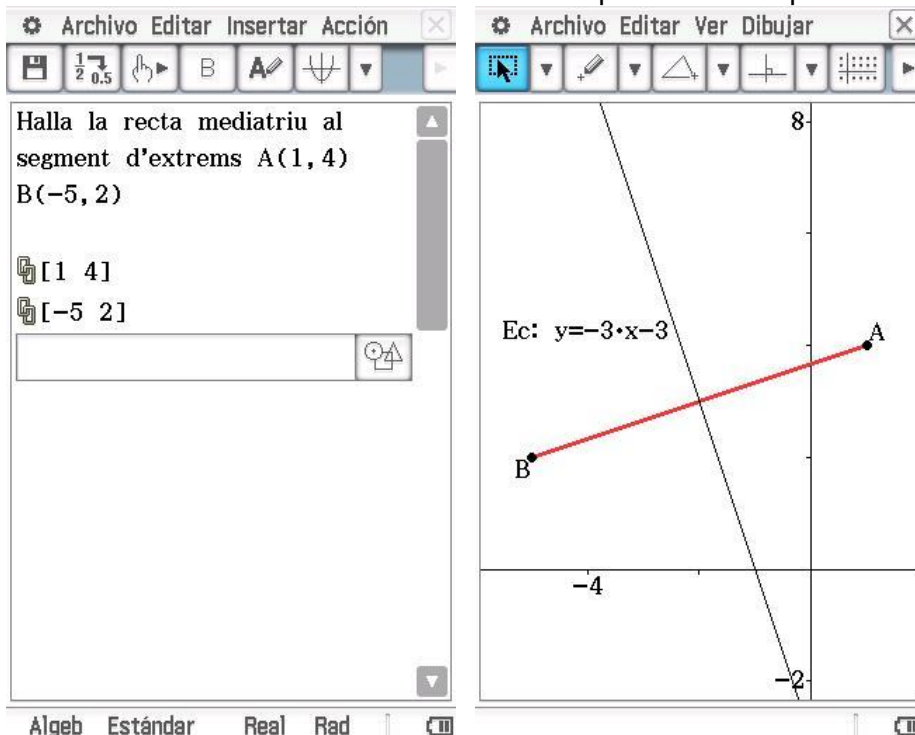 Archivo Editar Insertar Acción
B
Halla la recta mediatriu al
segment d'extrems A(1,4)
B(−5,2)
[1 4]
[−5 2]
Algeb Estándar Real Rad
Archivo Editar Ver Dibujar
8
Ec: y=−3·x−3
A
B
−4
−2